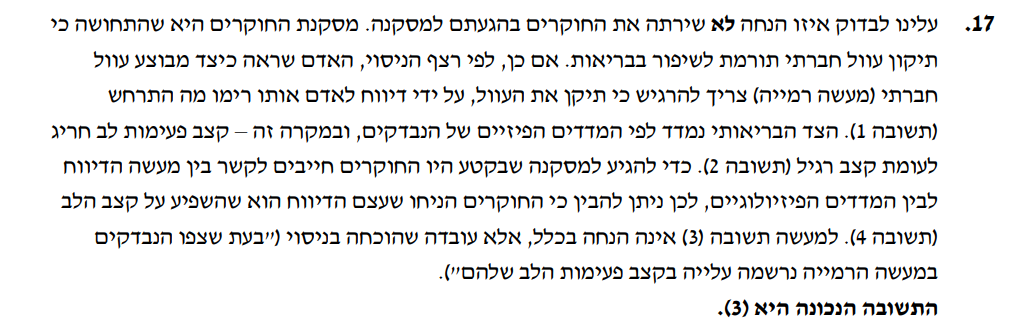 17. עלינו לבדוק איזו הנחה לא שירתה את החוקרים בהגעתם למסקנה. מסקנת החוקרים היא שהתחושה כי
תיקון עוול חברתי תורמת לשיפור בבריאות. אם כן, לפי רצף הניסוי, האדם שראה כיצד מבוצע עוול
חברתי (מעשה רמייה) צריך להרגיש כי תיקן את העוול, על ידי דיווח לאדם אותו רימו מה התרחש
(תשובה 1). הצד הבריאותי נמדד לפי המדדים הפיזיים של הנבדקים, ובמקרה זה – קצב פעימות לב חריג
לעומת קצב רגיל (תשובה 2). כדי להגיע למסקנה שבקטע היו החוקרים חייבים לקשר בין מעשה הדיווח
לבין המדדים הפיזיולוגיים, לכן ניתן להבין כי החוקרים הניחו שעצם הדיווח הוא שהשפיע על קצב הלב
(תשובה 4). למעשה תשובה (3) אינה הנחה בכלל, אלא עובדה שהוכחה בניסוי (״בעת שצפו הנבדקים
במעשה הרמייה נרשמה עלייה בקצב פעימות הלב שלהם״).
התשובה הנכונה היא (3).